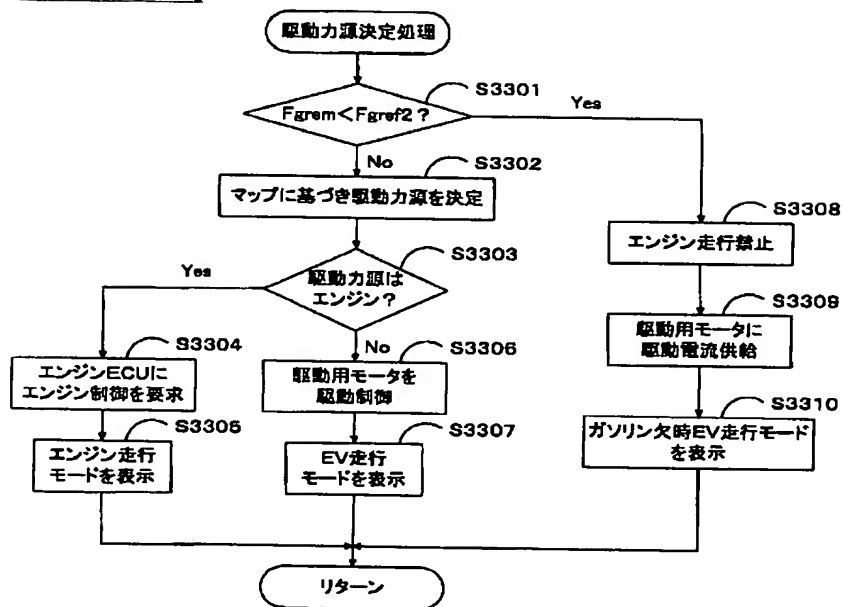 駆動力源決定処理
S3301
Fgrem<Fgref2?
Yes
No
S3302
マップに基づき駆動力源を決定
S3308
エンジン走行禁止
S3303
Yes
駆動力源は
エンジン?
S3309
駆動用モータに
駆動電流供給
S3304
No
S3306
エンジンECUに
エンジン制御を要求
駆動用モータを
駆動制御
S3310
ガソリン欠時EV走行モード
を表示
S3305
エンジン走行
モードを表示
S3307
EV走行
モードを表示
リターン